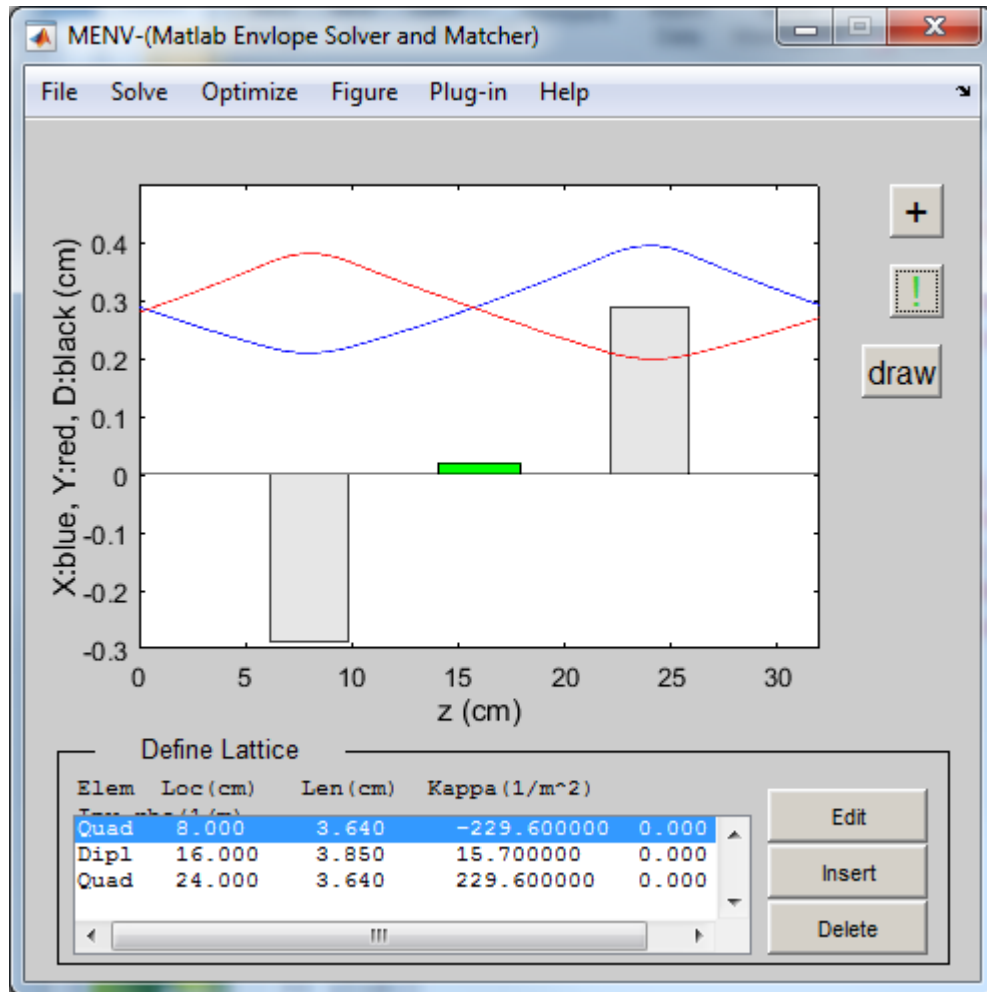 MENV-(Matlab Envlope Solver and Matcher)
File Solve Optimize Figure Plug-in Help
+
!
draw
X:blue, Y:red, D:black (cm)
0.4
0.3
0.2
0.1
0
-0.1
-0.2
-0.3
0 5 10 15 20 25 30
z (cm)
Define Lattice
Elem Loc(cm) Len(cm) Kappa(1/m^2)
Quad 8.000 3.640 -229.600000 0.000
Dipl 16.000 3.850 15.700000 0.000
Quad 24.000 3.640 229.600000 0.000
Edit
Insert
Delete